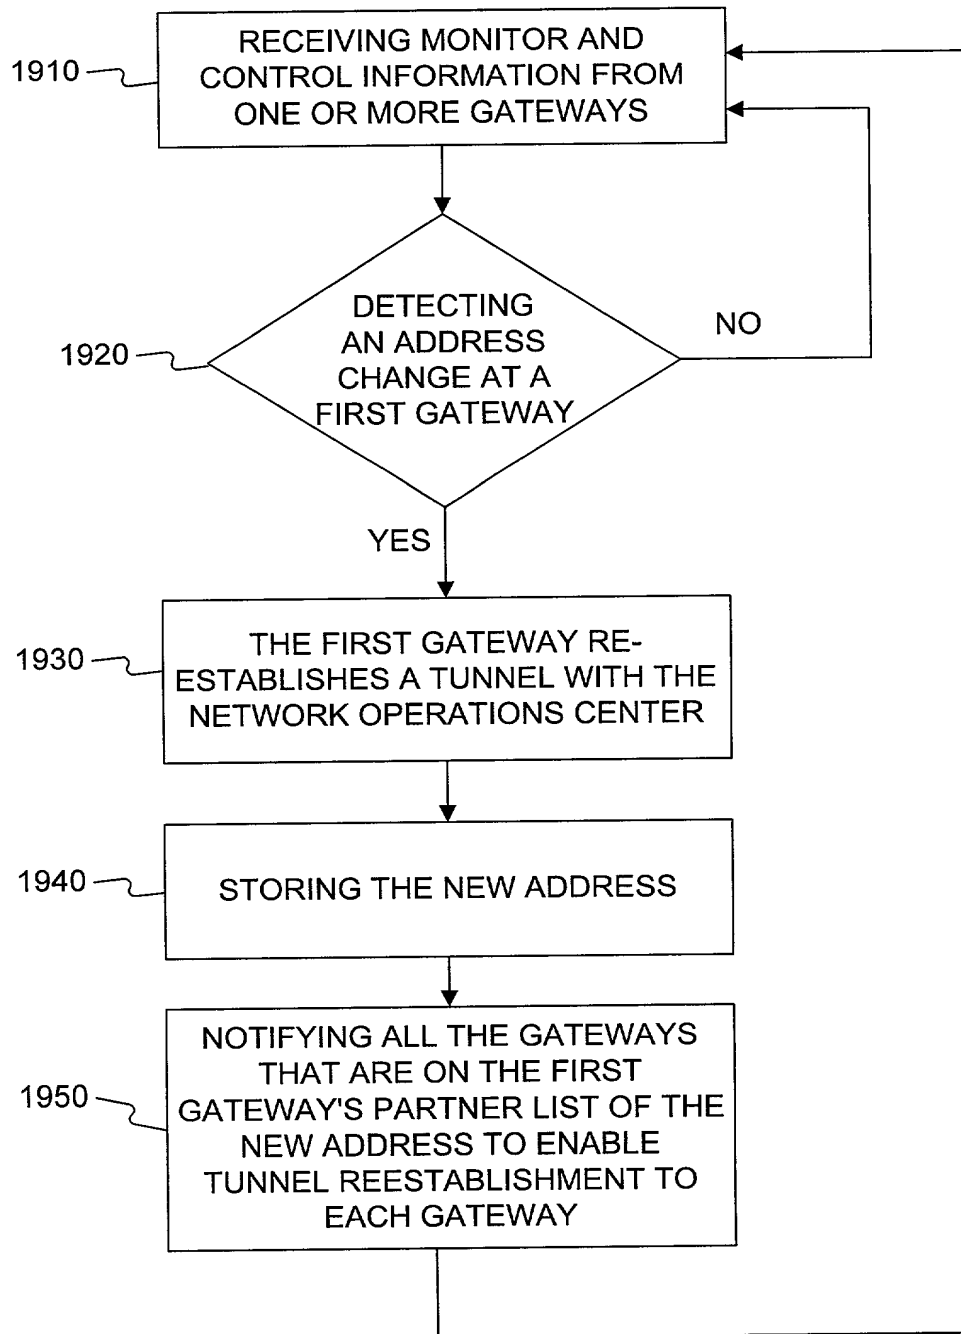 RECEIVING MONITOR AND
CONTROL INFORMATION FROM
ONE OR MORE GATEWAYS
1910
DETECTING
AN ADDRESS
CHANGE AT A
FIRST GATEWAY
1920
NO
YES
THE FIRST GATEWAY RE-
ESTABLISHES A TUNNEL WITH THE
NETWORK OPERATIONS CENTER
1930
STORING THE NEW ADDRESS
1940
NOTIFYING ALL THE GATEWAYS
THAT ARE ON THE FIRST
GATEWAY'S PARTNER LIST OF THE
NEW ADDRESS TO ENABLE
TUNNEL REESTABLISHMENT TO
EACH GATEWAY
1950